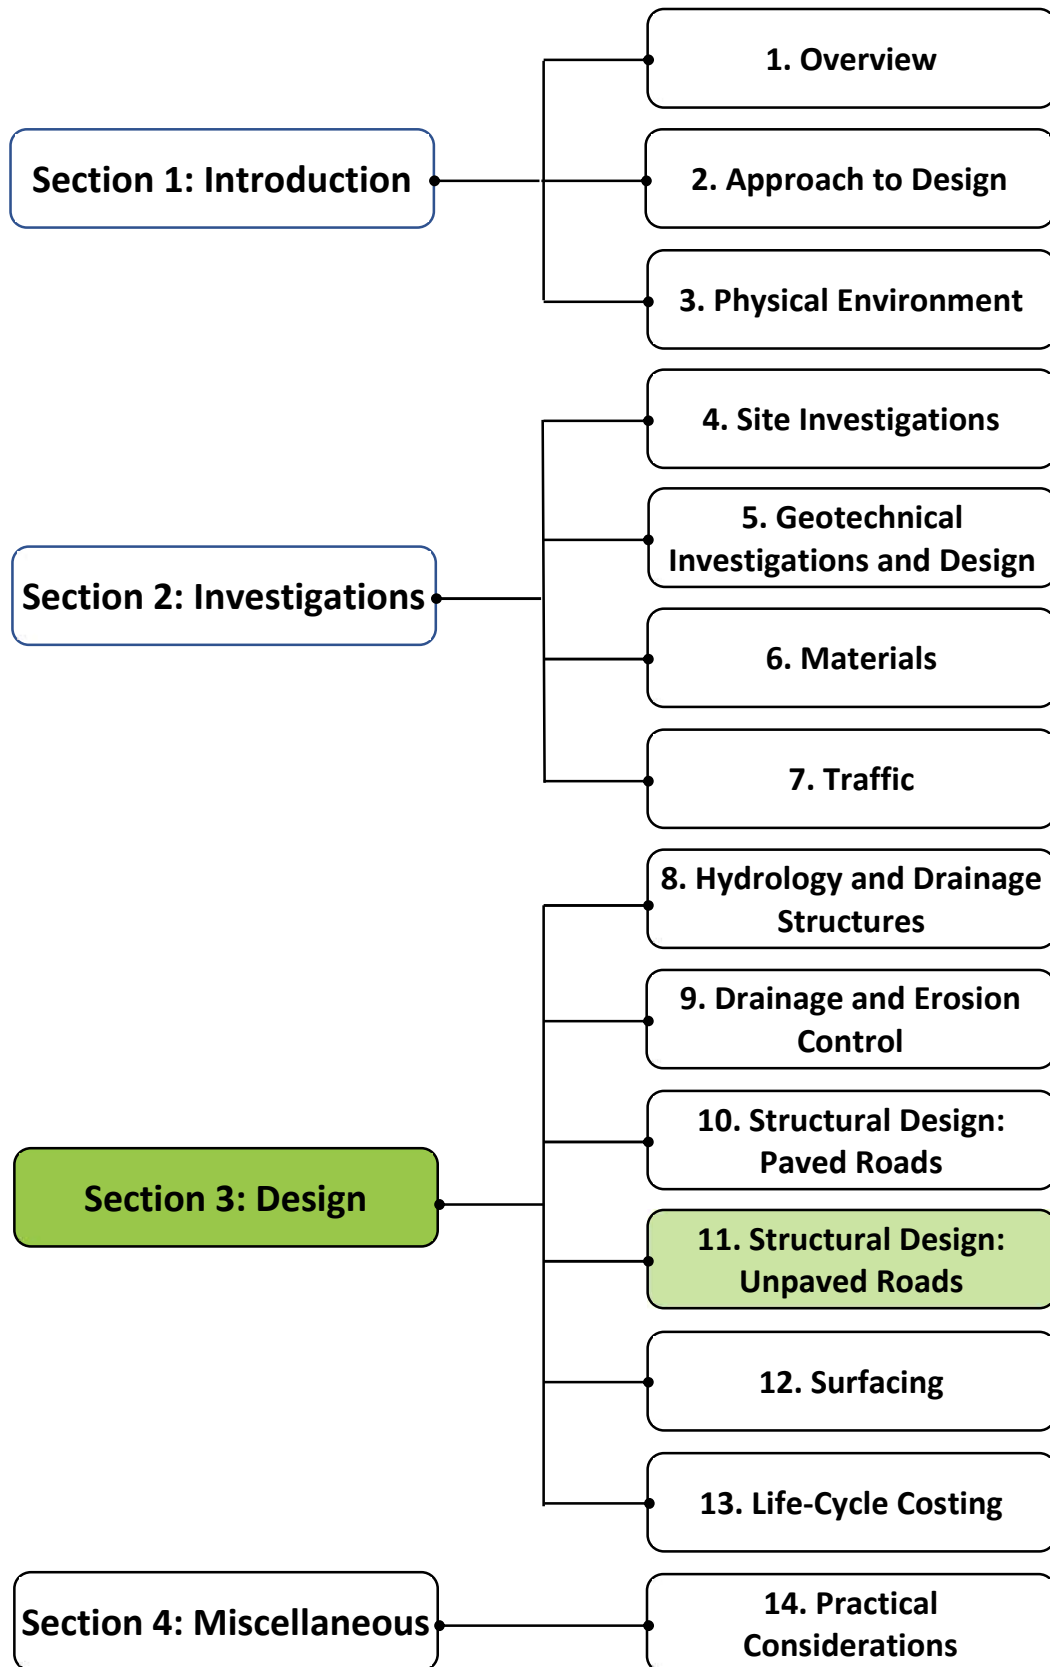 Section 1: Introduction
1. Overview
2. Approach to Design
3. Physical Environment
Section 2: Investigations
4. Site Investigations
5. Geotechnical
Investigations and Design
6. Materials
7. Traffic
Section 3: Design
8. Hydrology and Drainage
Structures
9. Drainage and Erosion
Control
10. Structural Design:
Paved Roads
11. Structural Design:
Unpaved Roads
12. Surfacing
13. Life-Cycle Costing
Section 4: Miscellaneous
14. Practical
Considerations